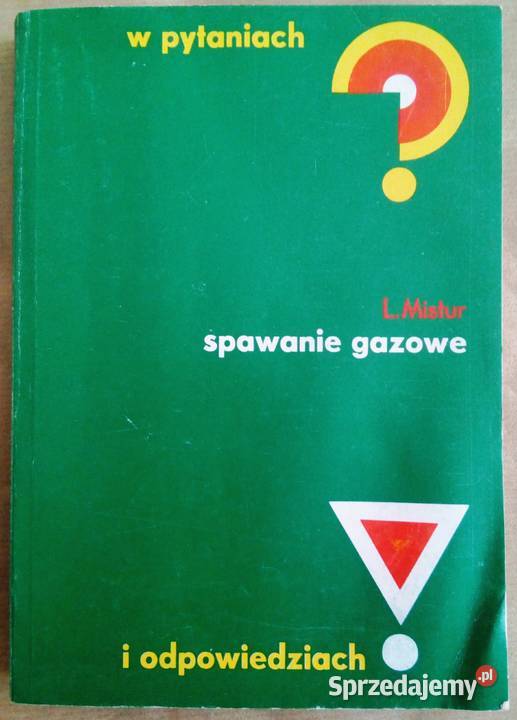 w pytaniach
L. Mistur
spawanie gazowe
i odpowiedziach
Sprzedajemy.pl